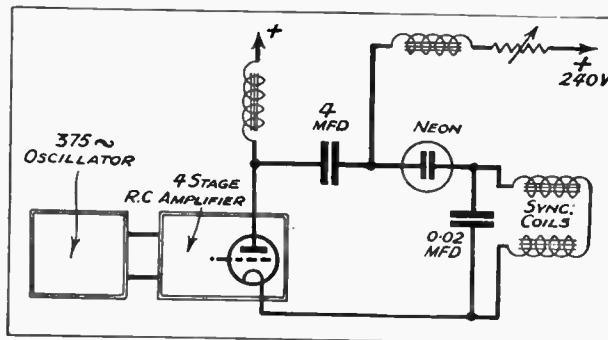 +
+
240V
4
MFD
NEON
375~
OSCILLATOR
4 STAGE
R.C AMPLIFIER
0.02
MFD
SYNC:
COILS